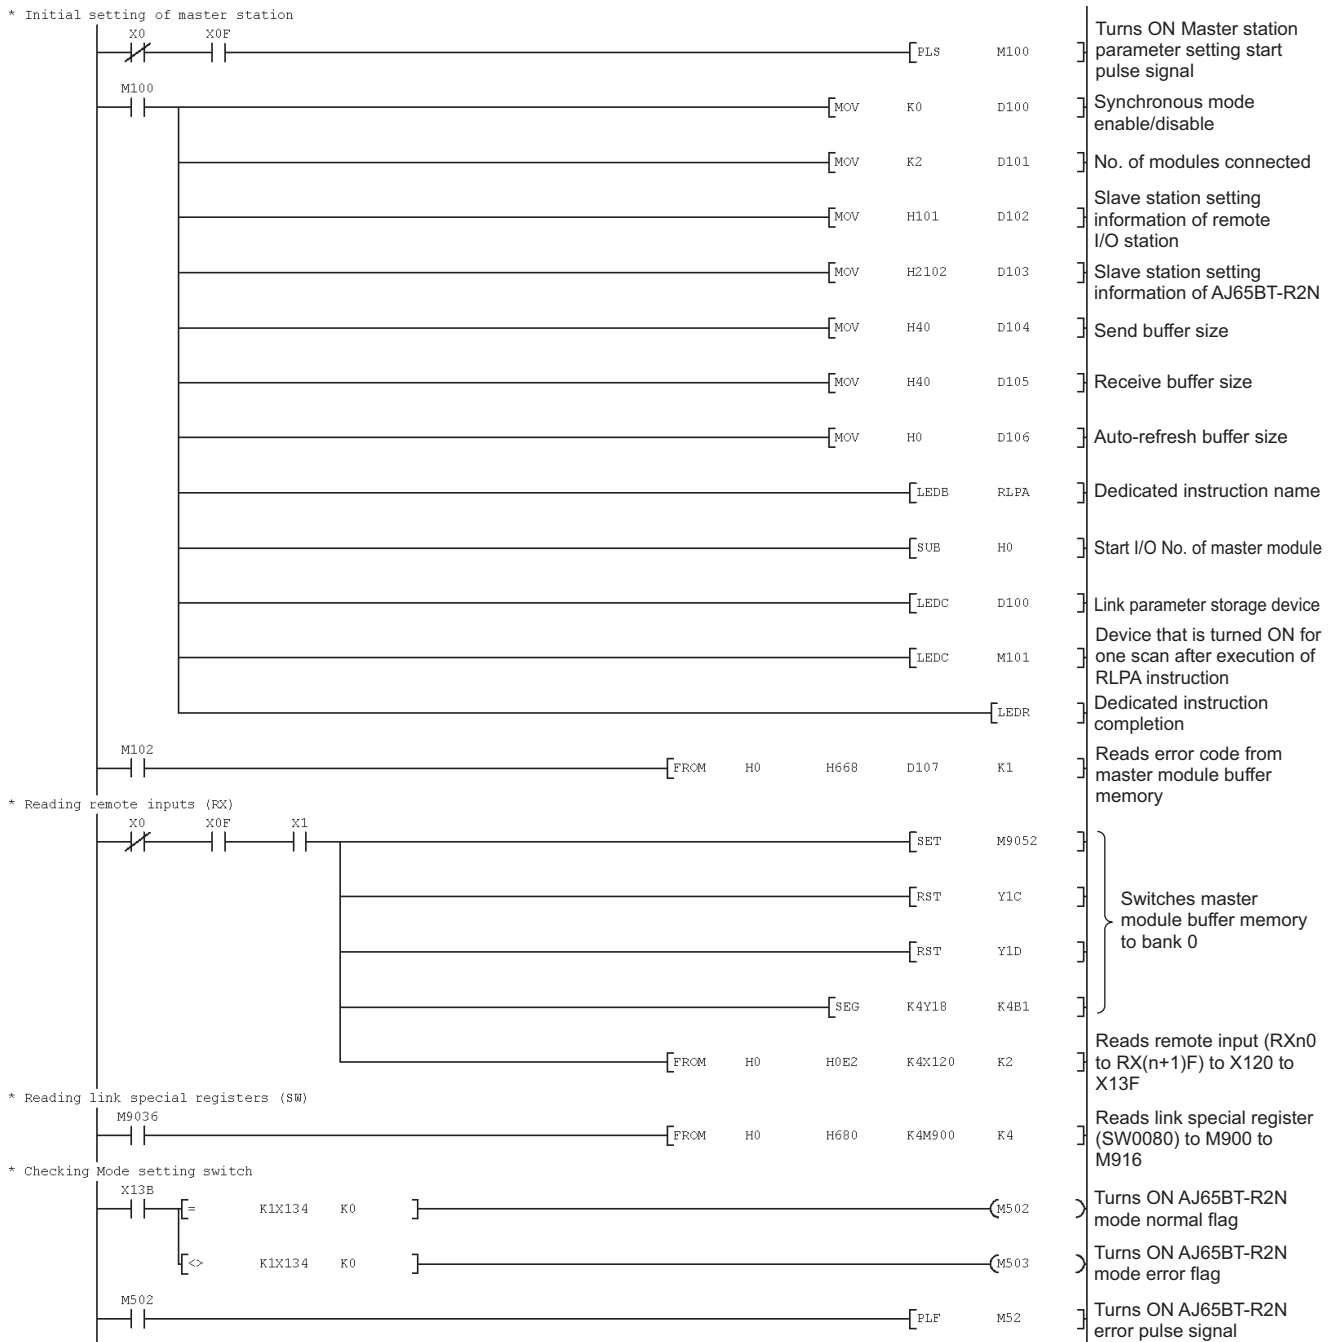 * Initial setting of master station
X0 X0F
PLS M100
Turns ON Master station
parameter setting start
pulse signal
M100
MOV K0 D100
Synchronous mode
enable/disable
MOV K2 D101
No. of modules connected
MOV H101 D102
Slave station setting
information of remote
I/O station
MOV H2102 D103
Slave station setting
information of AJ65BT-R2N
MOV H40 D104
Send buffer size
MOV H40 D105
Receive buffer size
MOV H0 D106
Auto-refresh buffer size
LEDB RLPA
Dedicated instruction name
SUB H0
Start I/O No. of master module
LEDC D100
Link parameter storage device
LEDC M101
Device that is turned ON for
one scan after execution of
RLPA instruction
LEDR
Dedicated instruction
completion
M102
FROM H0 H668 D107 K1
Reads error code from
master module buffer
memory
* Reading remote inputs (RX)
X0 X0F X1
SET M9052
RST Y1C
RST Y1D
SEG K4Y18 K4B1
Switches master
module buffer memory
to bank 0
FROM H0 H0E2 K4X120 K2
Reads remote input (RXn0
to RX(n+1)F) to X120 to
X13F
* Reading link special registers (SW)
M9036
FROM H0 H680 K4M900 K4
Reads link special register
(SW0080) to M900 to
M916
* Checking Mode setting switch
X13B
= K1X134 K0
M502
Turns ON AJ65BT-R2N
mode normal flag
<> K1X134 K0
M503
Turns ON AJ65BT-R2N
mode error flag
M502
PLF M52
Turns ON AJ65BT-R2N
error pulse signal